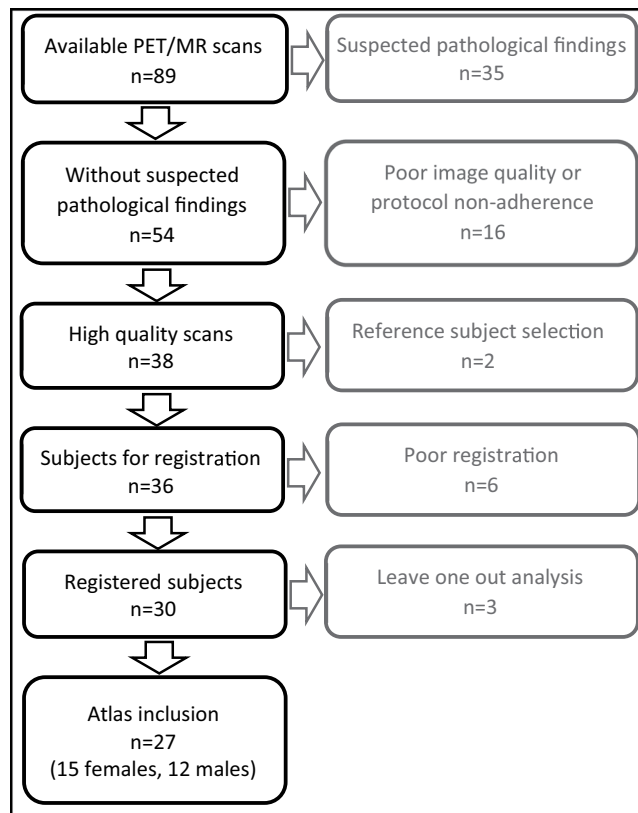 Available PET/MR scans
n=89
Suspected pathological findings
n=35
Without suspected
pathological findings
n=54
Poor image quality or
protocol non-adherence
n=16
High quality scans
n=38
Reference subject selection
n=2
Subjects for registration
n=36
Poor registration
n=6
Registered subjects
n=30
Leave one out analysis
n=3
Atlas inclusion
n=27
(15 females, 12 males)